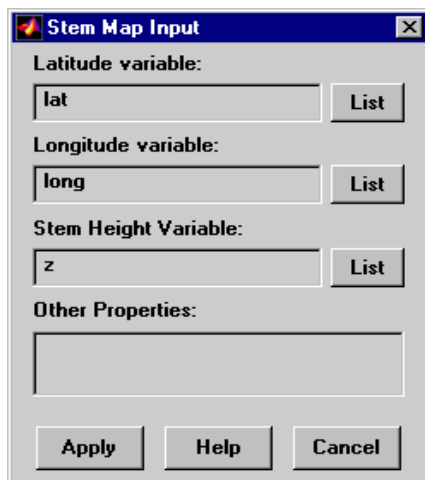 Stem Map Input
Latitude variable:
lat List
Longitude variable:
long List
Stem Height Variable:
z List
Other Properties:
Apply Help Cancel